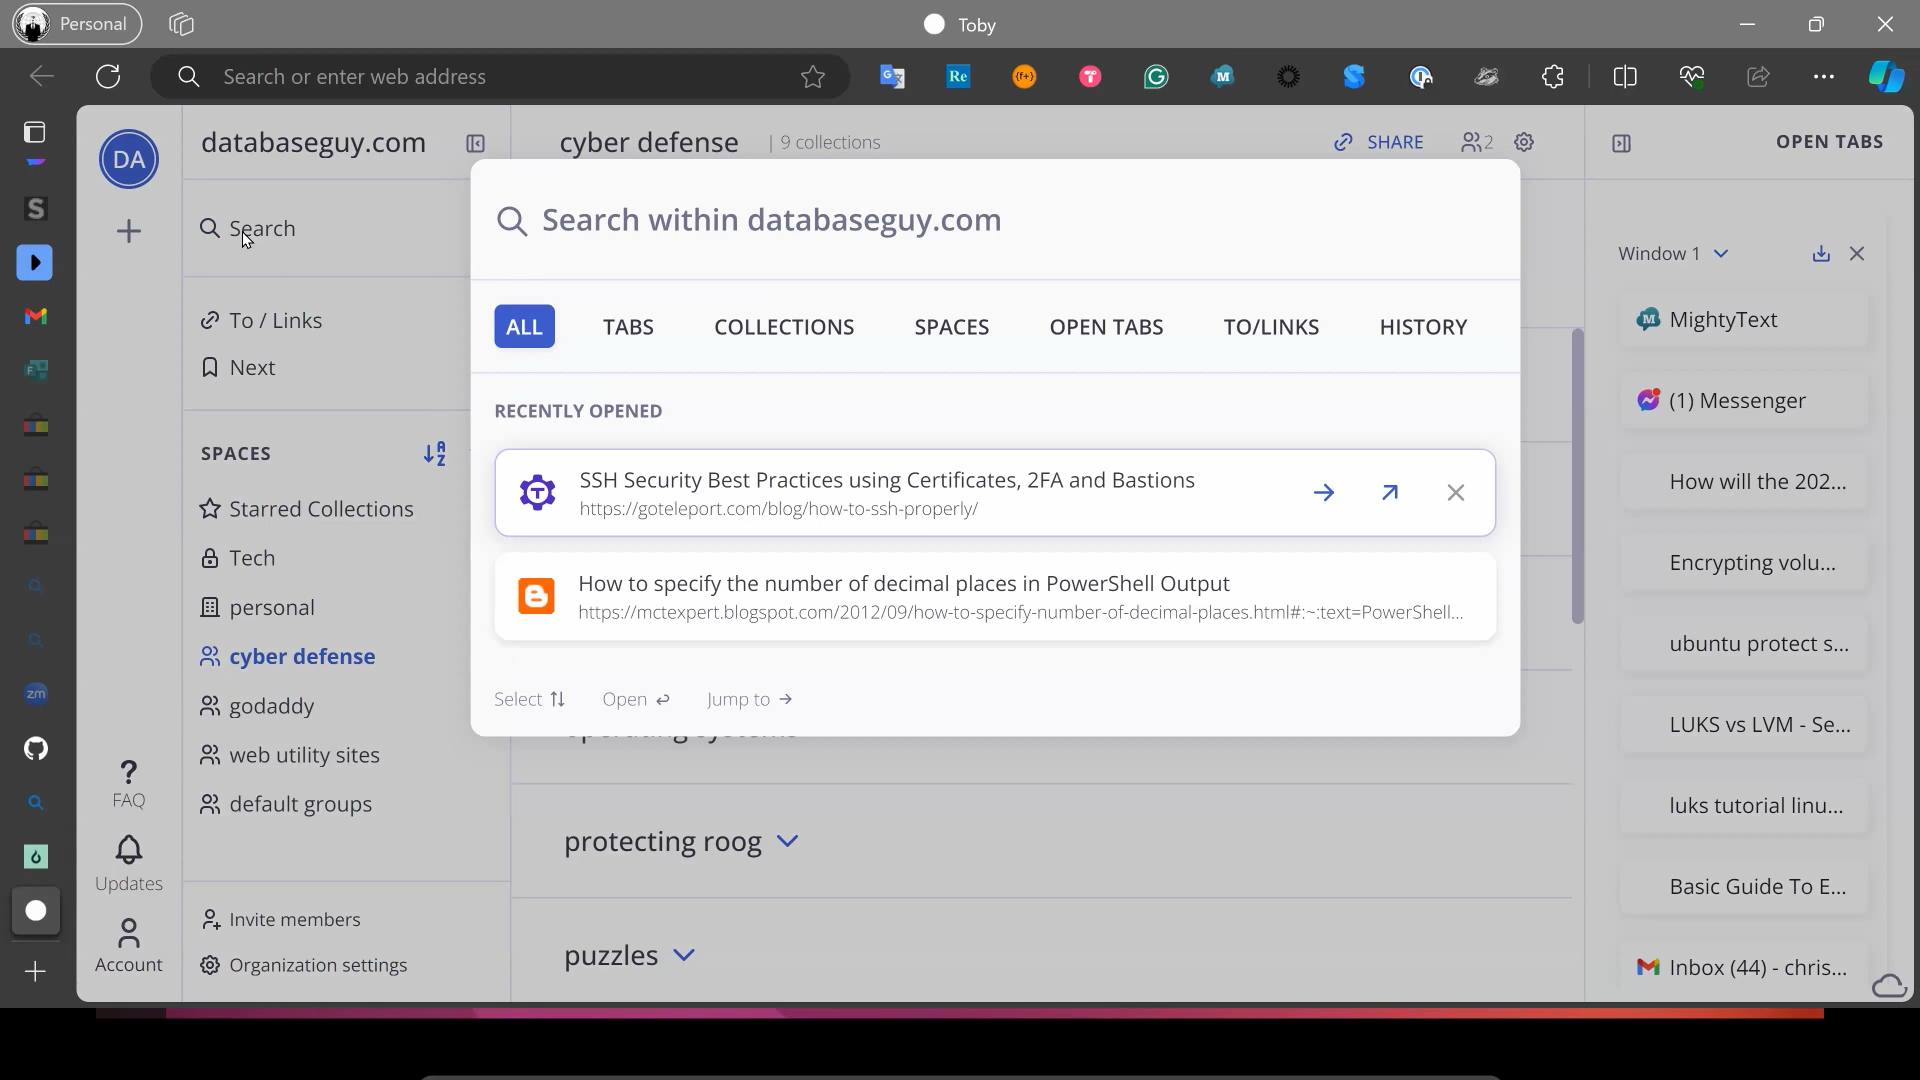 Personal
Toby
Search or enter web address
DA
databaseguy.com
cyber defense | 9 collections
SHARE
2
OPEN TABS
Search
To / Links
Next
SPACES
Starred Collections
Tech
personal
cyber defense
godaddy
web utility sites
default groups
Invite members
Organization settings
FAQ
Updates
Account
Search within databaseguy.com
ALL TABS COLLECTIONS SPACES OPEN TABS TO/LINKS HISTORY
RECENTLY OPENED
SSH Security Best Practices using Certificates, 2FA and Bastions
https://goteleport.com/blog/how-to-ssh-properly/
How to specify the number of decimal places in PowerShell Output
https://mctexpert.blogspot.com/2012/09/how-to-specify-number-of-decimal-places.html#:~:text=PowerShell...
Select Open Jump to
operating systems
protecting roog
puzzles
Window 1
MightyText
(1) Messenger
How will the 202...
Encrypting volu...
ubuntu protect s...
LUKS vs LVM - Se...
luks tutorial linu...
Basic Guide To E...
Inbox (44) - chris...